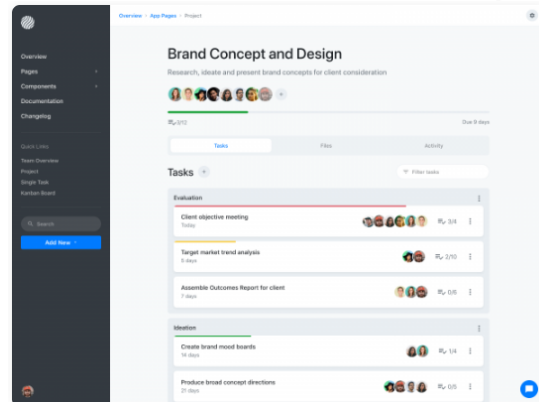 Overview
Pages
Components
Documentation
Changelog
Quick Links
Team Overview
Project
Single Task
Kanban Board
Search
Add New
Overview > App Pages > Project
Brand Concept and Design
Research, ideate and present brand concepts for client consideration
+
Due 9 days
Tasks
Files
Activity
Tasks +
Filter tasks
Evaluation
Client objective meeting
3/4
Today
Target market trend analysis
2/10
5 days
Assemble Outcomes Report for client
0/6
7 days
Ideation
Create brand mood boards
1/4
14 days
Produce broad concept directions
0/5
21 days